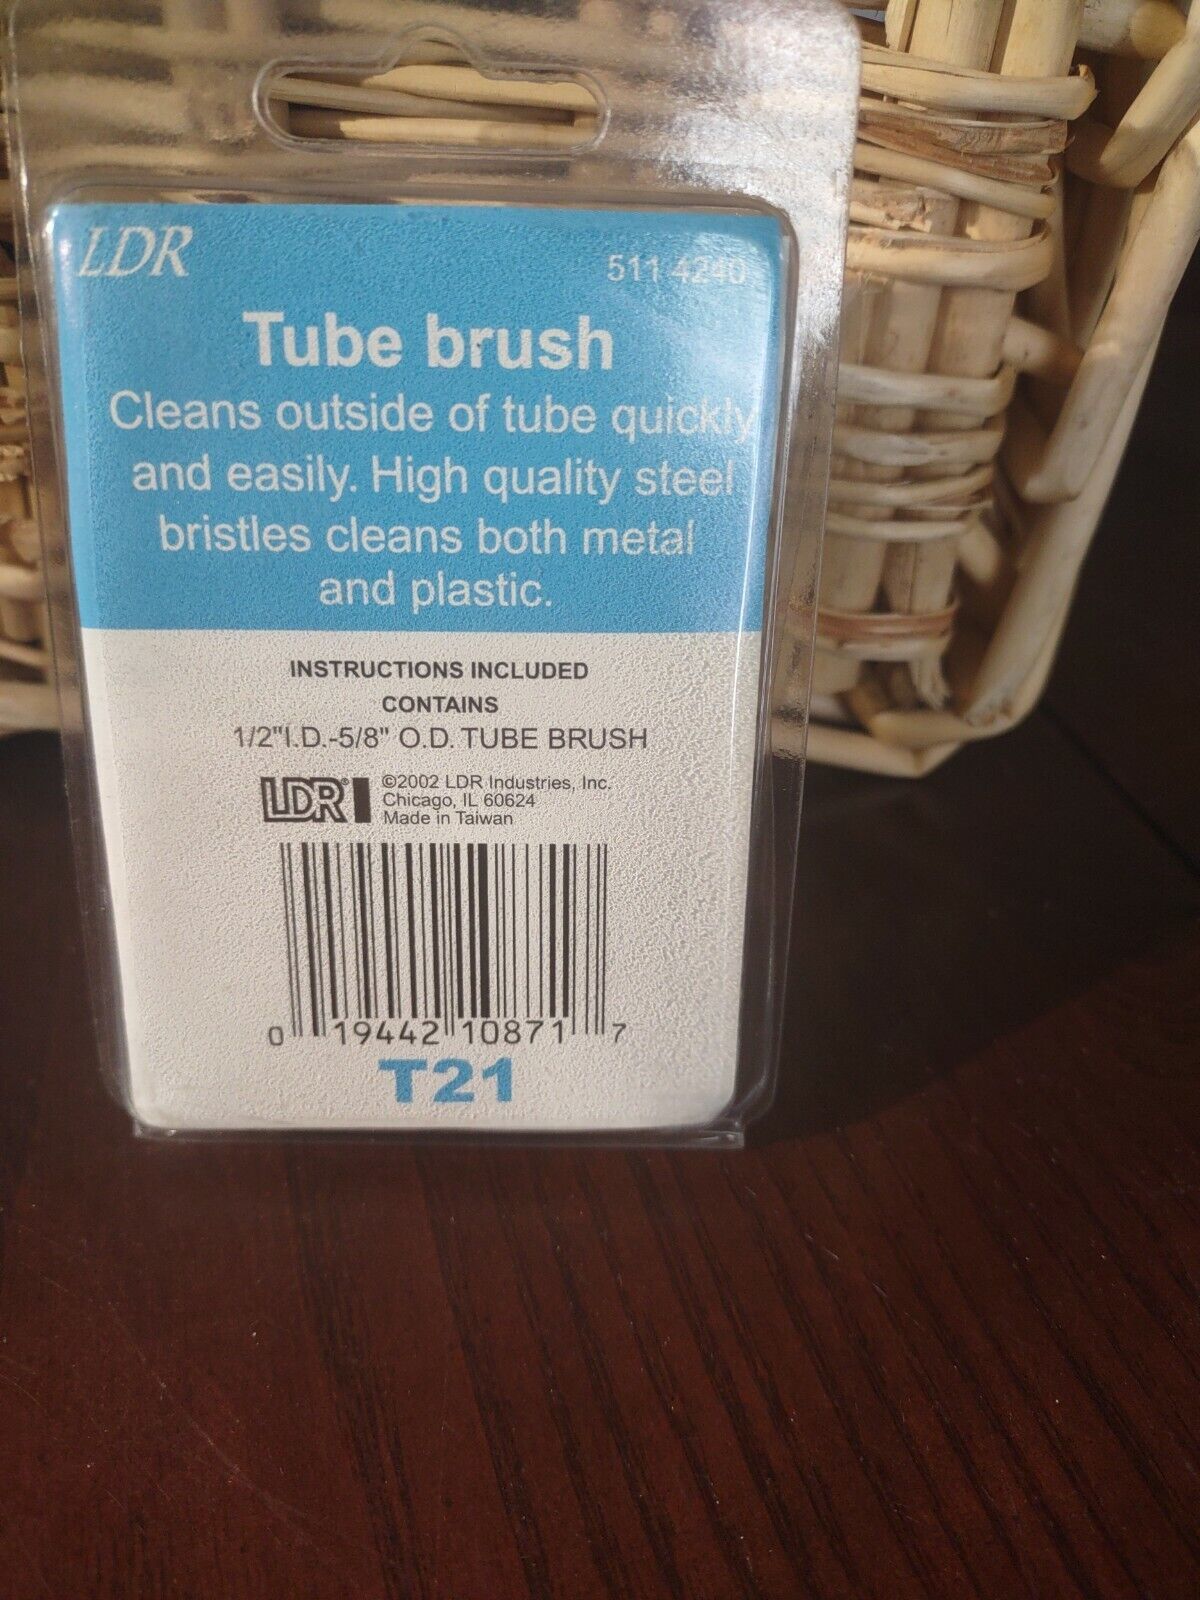 LDR
511 4240
Tube brush
Cleans outside of tube quickly
and easily. High quality steel
bristles cleans both metal
and plastic.
INSTRUCTIONS INCLUDED
CONTAINS
1/2"I.D.-5/8" O.D. TUBE BRUSH
LDR®
©2002 LDR Industries, Inc.
Chicago, IL 60624
Made in Taiwan
0 19442 10871 7
T21